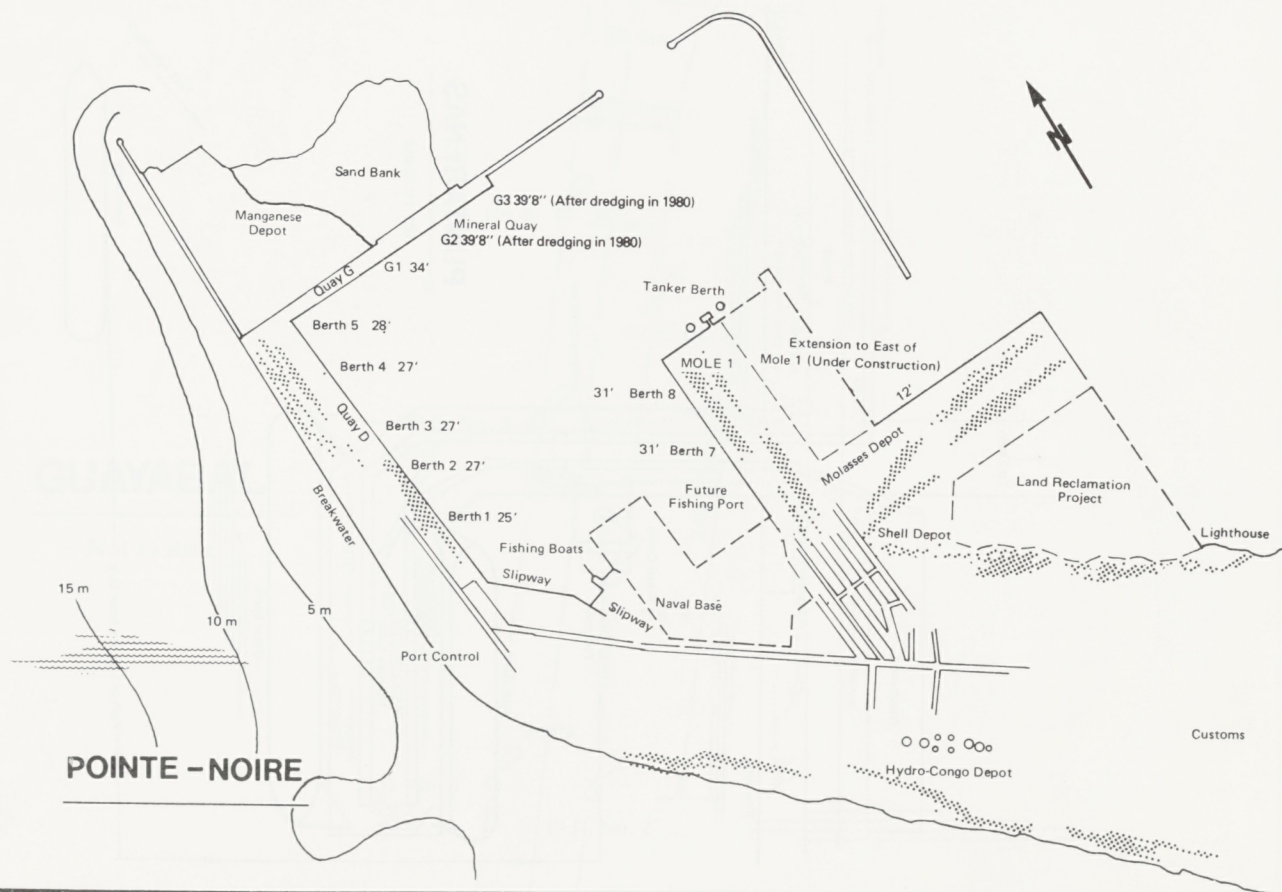 N
Sand Bank
Manganese
Depot
G3 39'8'' (After dredging in 1980)
Mineral Quay
G2 39'8'' (After dredging in 1980)
G1 34'
Quay G
Tanker Berth
Berth 5 28'
Extension to East of
Mole 1 (Under Construction)
MOLE 1
Berth 4 27'
31' Berth 8
12'
Quay D
Berth 3 27'
31' Berth 7
Molasses Depot
Berth 2 27'
Land Reclamation
Project
Future
Fishing Port
Breakwater
Berth 1 25'
Shell Depot
Lighthouse
Fishing Boats
Slipway
15 m
10 m
5 m
Naval Base
Slipway
Port Control
Customs
POINTE – NOIRE
Hydro-Congo Depot